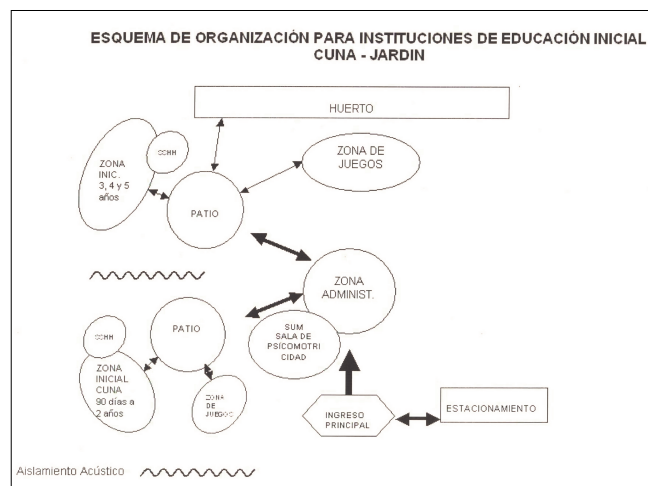 ESQUEMA DE ORGANIZACIÓN PARA INSTITUCIONES DE EDUCACIÓN INICIAL
CUNA - JARDIN
HUERTO
SSHH
ZONA
INIC.
3, 4 y 5
años
ZONA DE
JUEGOS
PATIO
ZONA
ADMINIST.
SUM
SALA DE
PSÍCOMOTRI
CIDAD
PATIO
SSHH
ZONA
INICIAL
CUNA
90 días a
2 años
ZONA
DE
JUEGOS
INGRESO
PRINCIPAL
ESTACIONAMIENTO
Aislamiento Acústico